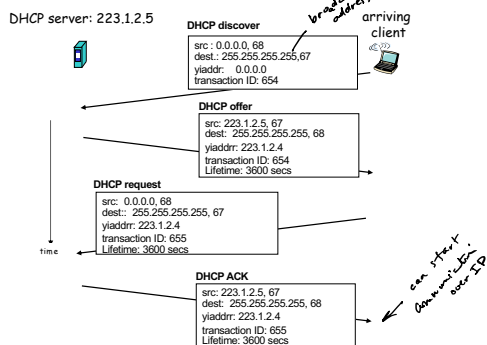 DHCP server: 223.1.2.5
broadcast
address
arriving
client
DHCP discover
src : 0.0.0.0, 68
dest.: 255.255.255.255,67
yiaddr: 0.0.0.0
transaction ID: 654
DHCP offer
src: 223.1.2.5, 67
dest: 255.255.255.255, 68
yiaddrr: 223.1.2.4
transaction ID: 654
Lifetime: 3600 secs
DHCP request
src: 0.0.0.0, 68
dest:: 255.255.255.255, 67
yiaddrr: 223.1.2.4
transaction ID: 655
Lifetime: 3600 secs
time
DHCP ACK
src: 223.1.2.5, 67
dest: 255.255.255.255, 68
yiaddrr: 223.1.2.4
transaction ID: 655
Lifetime: 3600 secs
can start
over IP